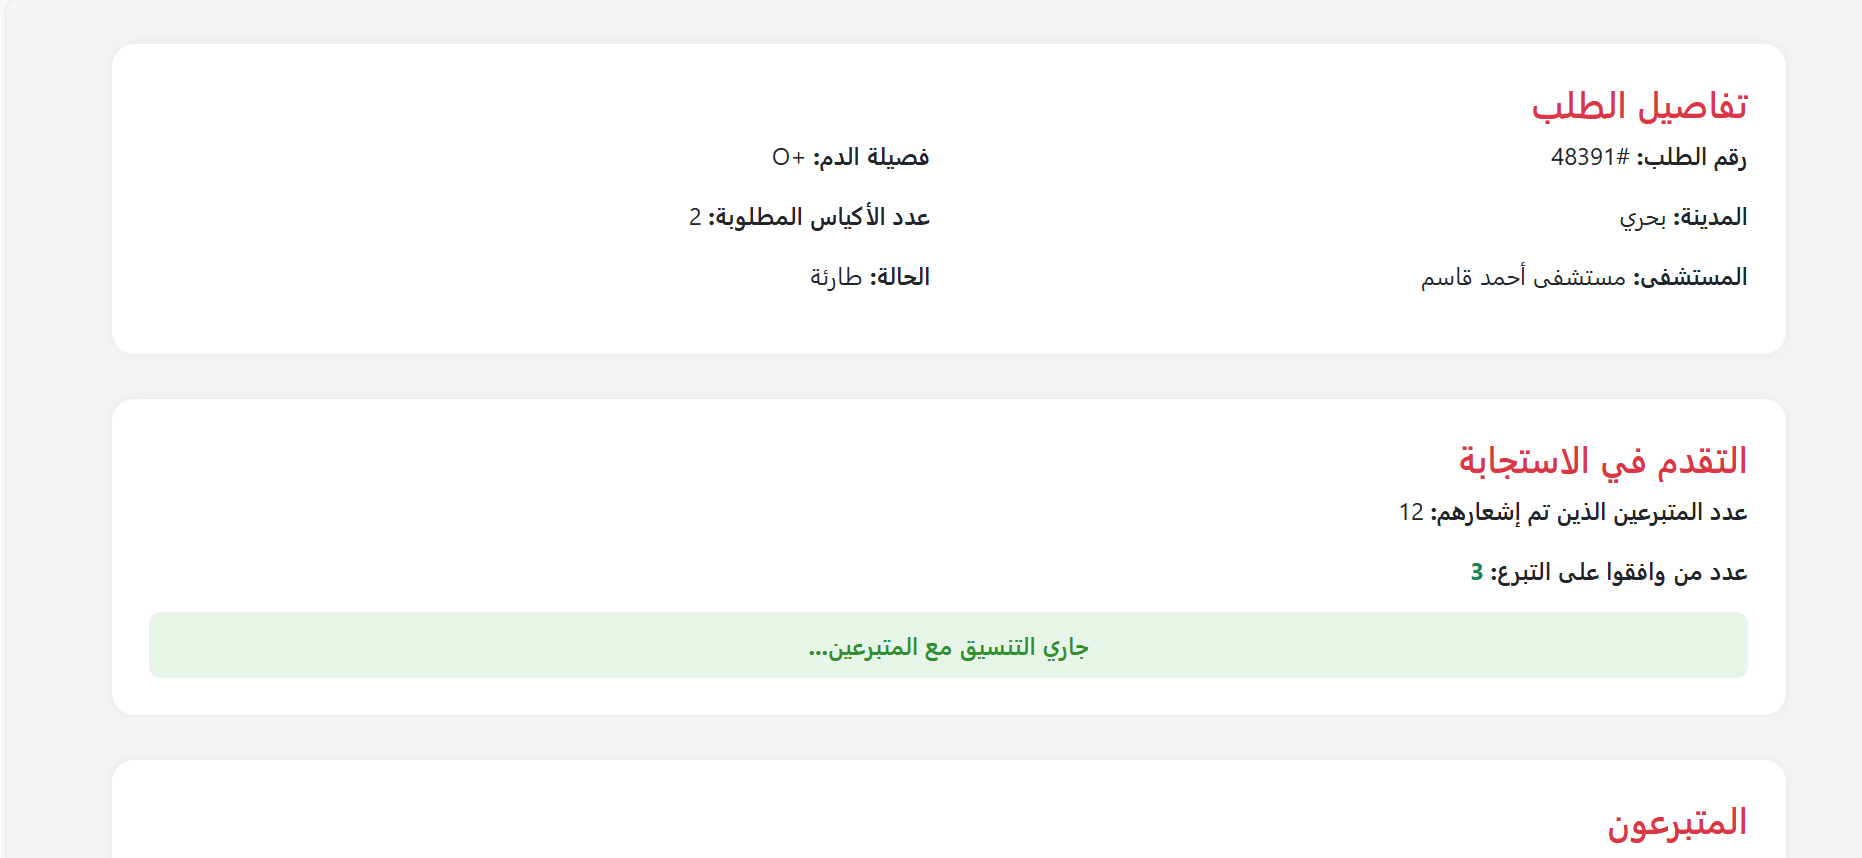 تفاصيل الطلب
رقم الطلب: #48391
فصيلة الدم: +O
المدينة: بحري
عدد الأكياس المطلوبة: 2
المستشفى: مستشفى أحمد قاسم
الحالة: طارئة
التقدم في الاستجابة
عدد المتبرعين الذين تم إشعارهم: 12
عدد من وافقوا على التبرع: 3
جاري التنسيق مع المتبرعين...
المتبرعون